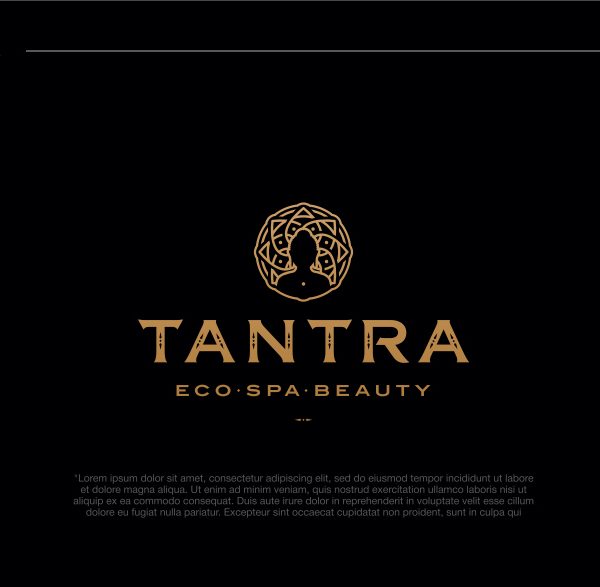 TANTRA
ECO·SPA·BEAUTY
"Lorem ipsum dolor sit amet, consectetur adipiscing elit, sed do eiusmod tempor incididunt ut labore
et dolore magna aliqua. Ut enim ad minim veniam, quis nostrud exercitation ullamco laboris nisi ut
aliquip ex ea commodo consequat. Duis aute irure dolor in reprehenderit in voluptate velit esse cillum
dolore eu fugiat nulla pariatur. Excepteur sint occaecat cupidatat non proident, sunt in culpa qui